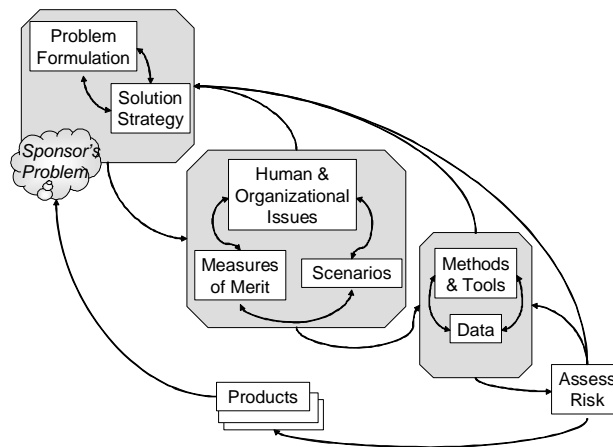 Problem
Formulation
Solution
Strategy
Sponsor's
Problem
Human &
Organizational
Issues
Measures
of Merit
Scenarios
Methods
& Tools
Data
Products
Assess
Risk